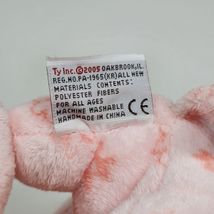 Ty Inc. ©2005 OAKBROOK,IL.
REG.NO.PA-1965(KR)ALL NEW
MATERIALS CONTENTS:
POLYESTER FIBERS
FOR ALL AGES
MACHINE WASHABLE
HANDMADE IN CHINA
CE